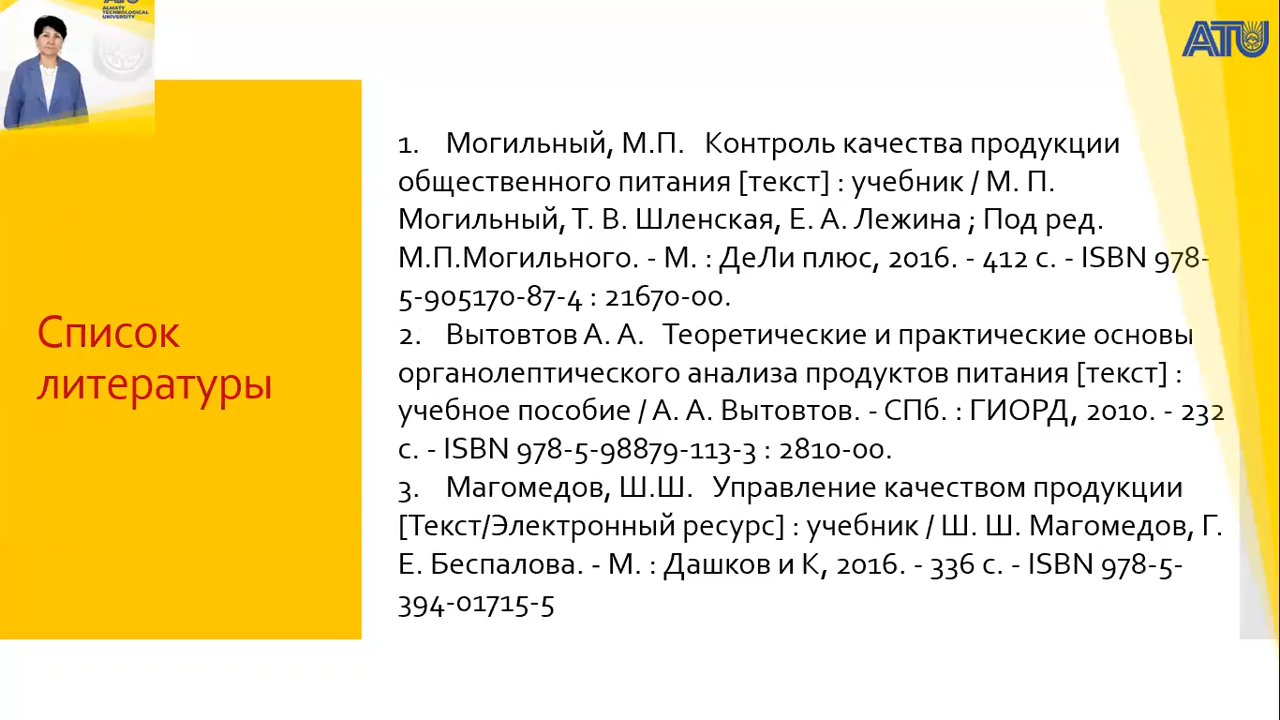 ALMATY
TECHNOLOGICAL
UNIVERSITY
ATU
Список
литературы
1. Могильный, М.П. Контроль качества продукции
общественного питания [текст] : учебник / М. П.
Могильный, Т. В. Шленская, Е. А. Лежина ; Под ред.
М.П.Могильного. - М. : ДеЛи плюс, 2016. - 412 с. - ISBN 978-
5-905170-87-4 : 21670-00.
2. Вытовтов А. А. Теоретические и практические основы
органолептического анализа продуктов питания [текст] :
учебное пособие / А. А. Вытовтов. - СПб. : ГИОРД, 2010. - 232
с. - ISBN 978-5-98879-113-3 : 2810-00.
3. Магомедов, Ш.Ш. Управление качеством продукции
[Текст/Электронный ресурс] : учебник / Ш. Ш. Магомедов, Г.
Е. Беспалова. - М. : Дашков и К, 2016. - 336 с. - ISBN 978-5-
394-01715-5